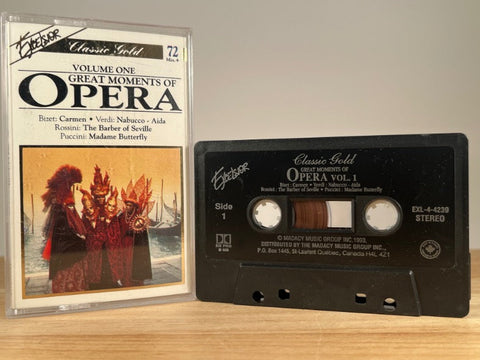 Excelsior
Classic Gold
72
Min.
VOLUME ONE
GREAT MOMENTS OF
OPERA
Bizet: Carmen • Verdi: Nabucco - Aida
Rossini: The Barber of Seville
Puccini: Madame Butterfly
Excelsior
Classic Gold
GREAT MOMENTS OF
OPERA VOL. 1
Bizet : Carmen • Verdi : Nabucco - Aida
Rossini : The Barber of Seville • Puccini : Madame Butterfly
Side
1
EXL-4-4239
STEREO
© MADACY MUSIC GROUP INC. 1993,
DISTRIBUTED BY THE MADACY MUSIC GROUP INC.,
P.O. Box 1445, St-Laurent Québec, Canada H4L 4Z1